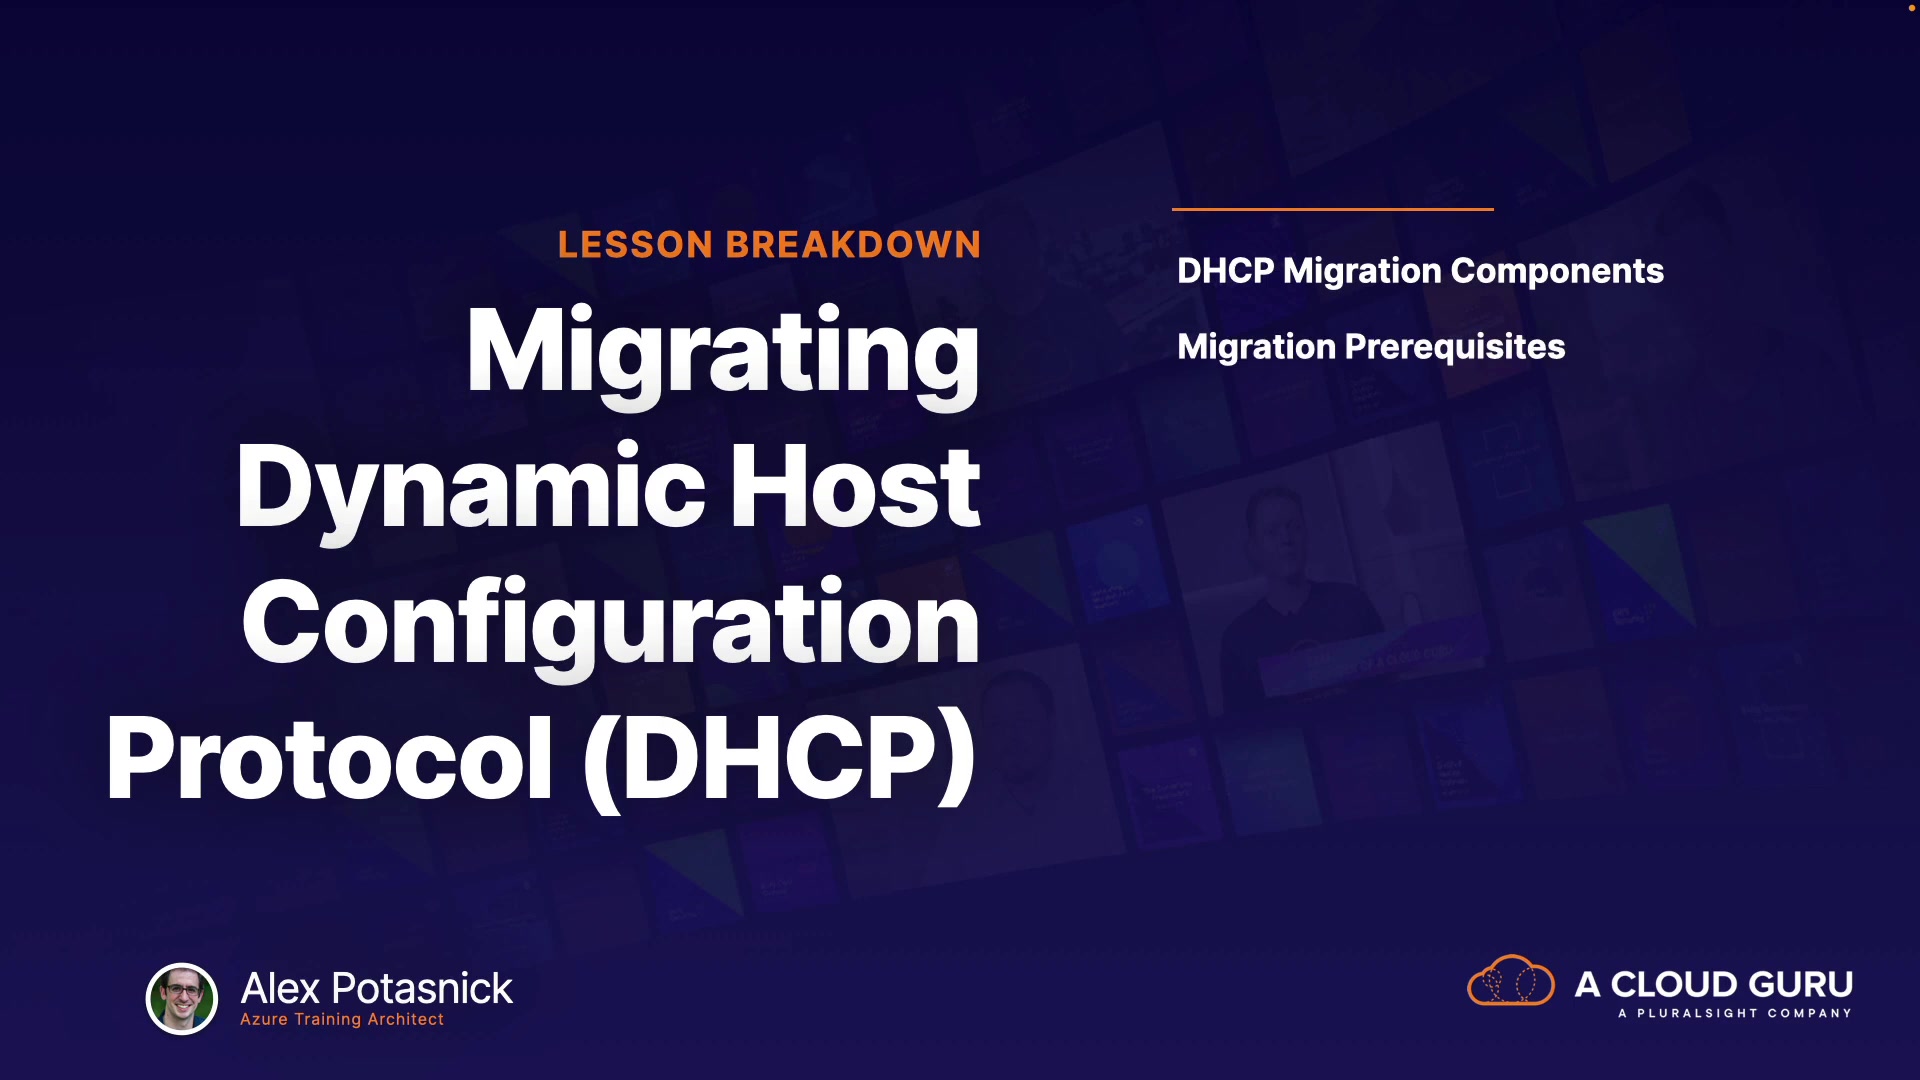 LESSON BREAKDOWN
Migrating
Dynamic Host
Configuration
Protocol (DHCP)
DHCP Migration Components
Migration Prerequisites
Alex Potasnick
Azure Training Architect
A CLOUD GURU
A PLURALSIGHT COMPANY